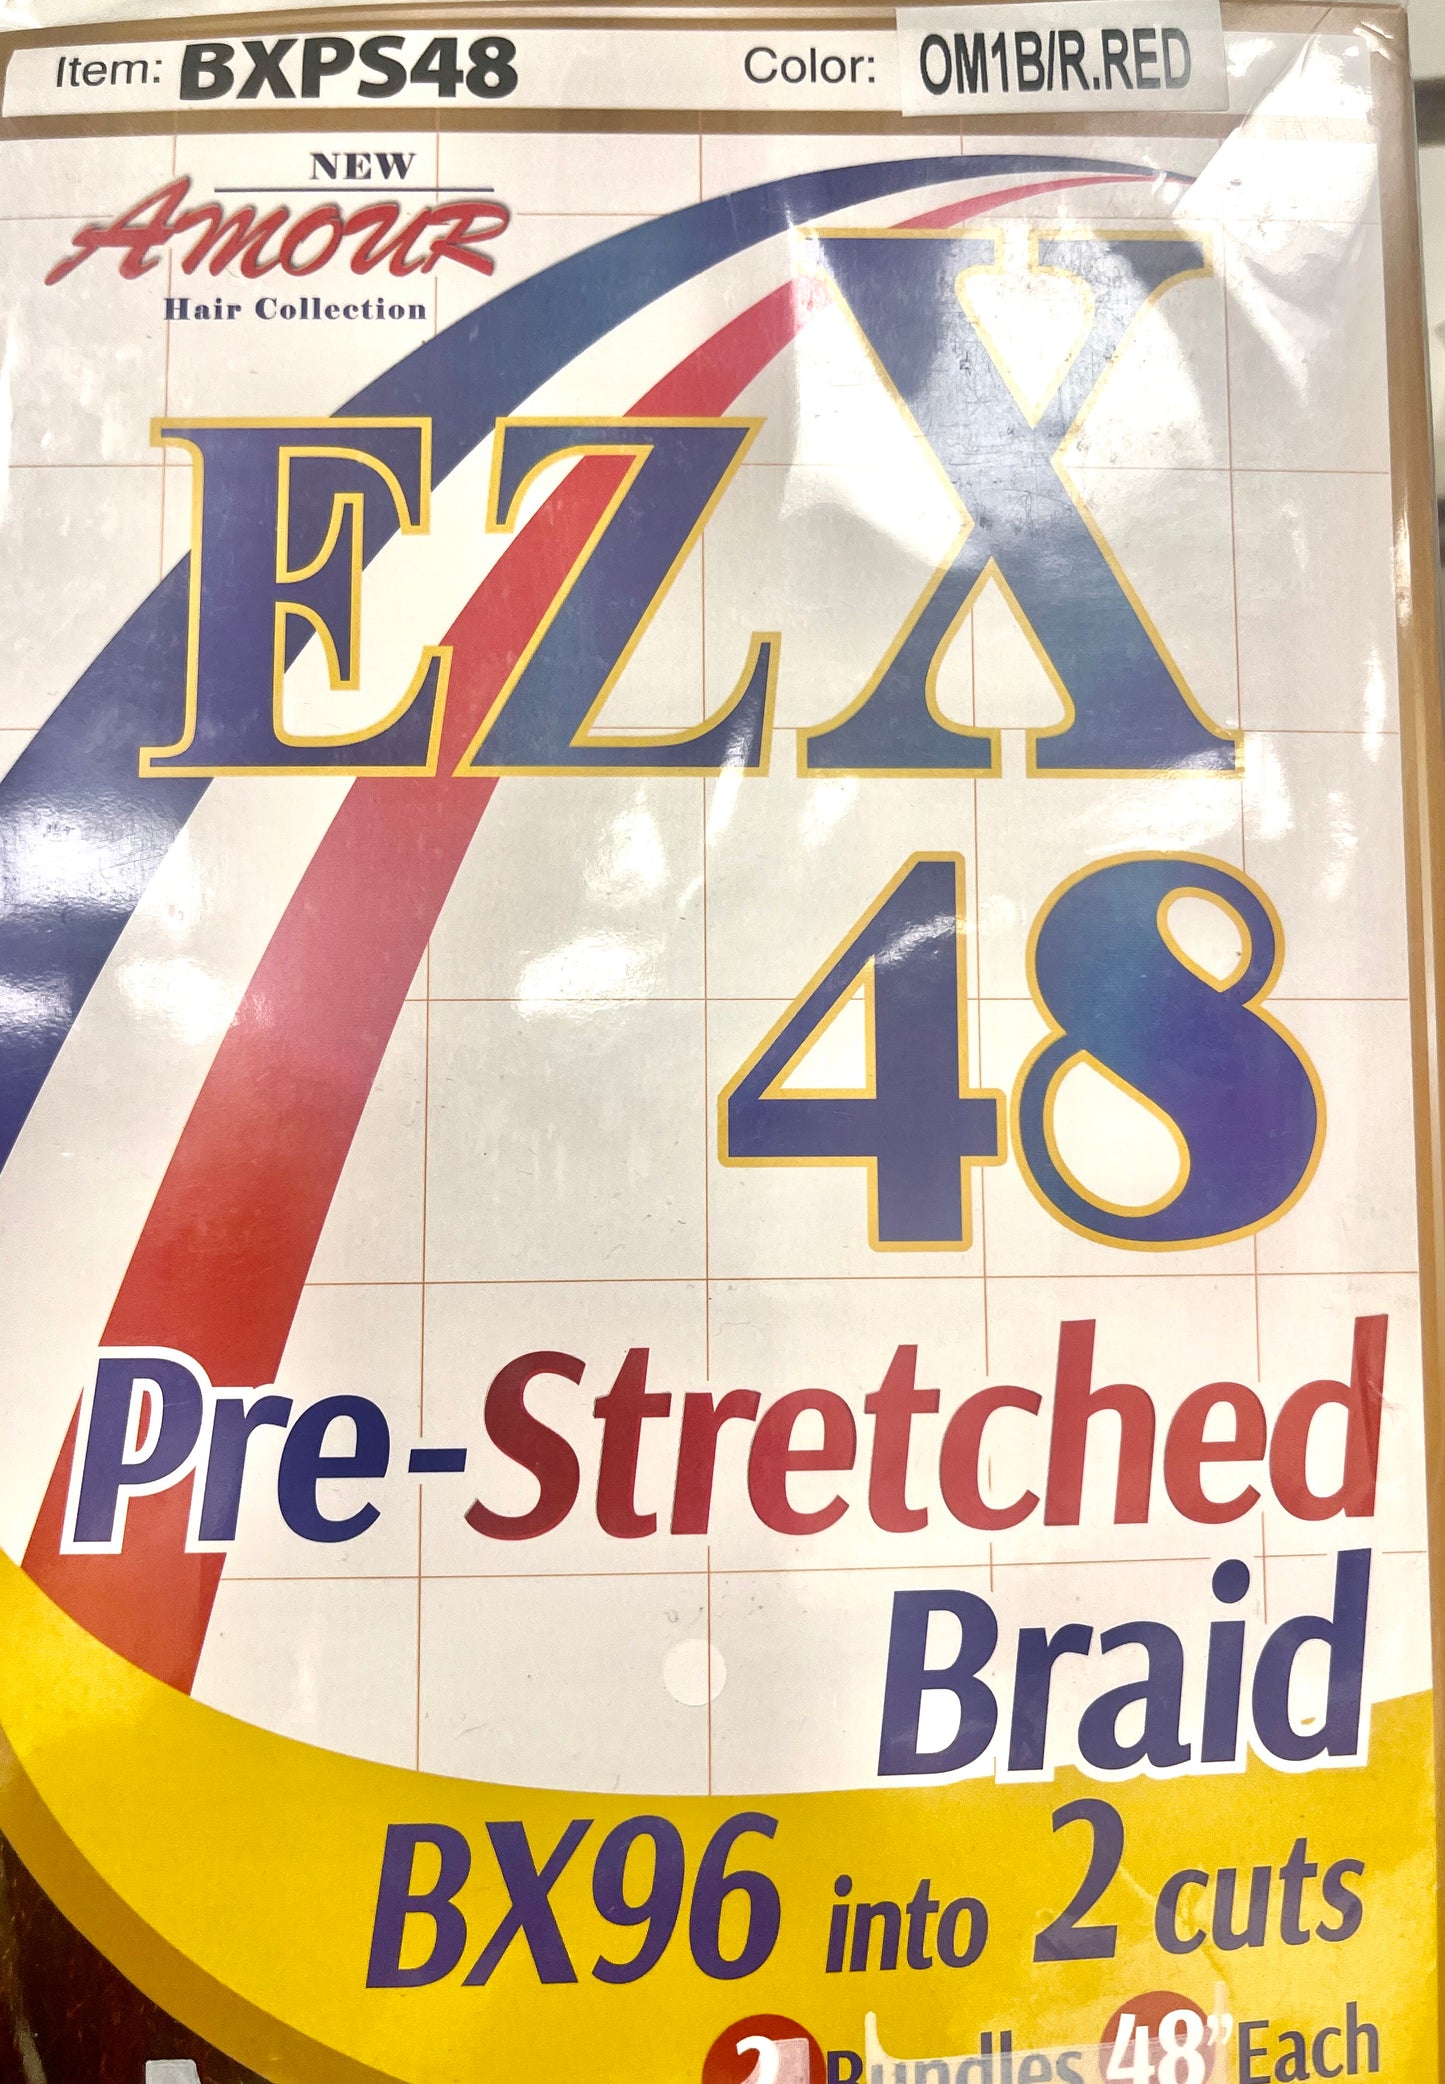 Item: BXPS48 Color: OM1B/R.RED
NEW
AMOUR
Hair Collection
EZX
48
Pre-Stretched
Braid
BX96 into 2 cuts
2 Bundles 48” Each